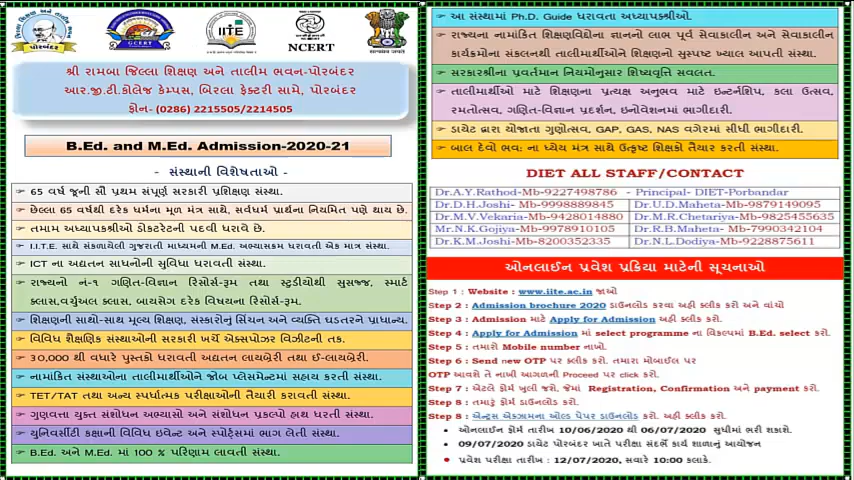 પોરબંદર
GCERT
IITE
NCERT
सत्यमेव जयते
શ્રી રામબા જિલ્લા શિક્ષણ અને તાલીમ ભવન-પોરબંદર
આર.જી.ટી.કોલેજ કેમ્પસ, બિરલા ફેક્ટરી સામે, પોરબંદર
ફોન- (0286) 2215505/2214505
B.Ed. and M.Ed. Admission-2020-21
- સંસ્થાની વિશેષતાઓ -
☞ 65 વર્ષ જૂની સૌ પ્રથમ સંપૂર્ણ સરકારી પ્રશિક્ષણ સંસ્થા.
☞ છેલ્લા 65 વર્ષથી દરેક ધર્મના મૂળ મંત્ર સાથે, સર્વધર્મ પ્રાર્થના નિયમિત પણે થાય છે.
☞ તમામ અધ્યાપકશ્રીઓ ડોકટરેટની પદવી ધરાવે છે.
☞ I.I.T.E. સાથે સંકળાયેલી ગુજરાતી માધ્યમની M.Ed. અભ્યાસક્રમ ધરાવતી એક માત્ર સંસ્થા.
☞ ICT ના અદ્યતન સાધનોની સુવિધા ધરાવતી સંસ્થા.
☞ રાજ્યનો નં-૧ ગણિત-વિજ્ઞાન રિસોર્સ-રૂમ તથા સ્ટુડીયોથી સુસજ્જ, સ્માર્ટ
ક્લાસ,વર્ચુઅલ ક્લાસ, બાયસેગ દરેક વિષયના રિસોર્સ-રૂમ.
☞ શિક્ષણની સાથો-સાથ મૂલ્ય શિક્ષણ, સંસ્કારોનું સિંચન અને વ્યક્તિ ઘડતરને પ્રાધાન્ય.
☞ વિવિધ શૈક્ષણિક સંસ્થાઓની સરકારી ખર્ચે એક્સપોઝર વિઝીટની તક.
☞ 30,000 થી વધારે પુસ્તકો ધરાવતી અદ્યતન લાયબ્રેરી તથા ઈ-લાયબ્રેરી.
☞ નામાંકિત સંસ્થાઓના તાલીમાર્થીઓને જોબ પ્લેસમેન્ટમાં સહાય કરતી સંસ્થા.
☞ TET/TAT તથા અન્ય સ્પર્ધાત્મક પરીક્ષાઓની તૈયારી કરાવતી સંસ્થા.
☞ ગુણવત્તા યુક્ત સંશોધન અભ્યાસો અને સંશોધન પ્રકલ્પો હાથ ધરતી સંસ્થા.
☞ યુનિવર્સીટી કક્ષાની વિવિધ ઇવેન્ટ અને સ્પોર્ટ્સમાં ભાગ લેતી સંસ્થા.
☞ B.Ed. અને M.Ed. માં 100 % પરિણામ લાવતી સંસ્થા.
☞ આ સંસ્થામાં Ph.D. Guide ધરાવતા અધ્યાપકશ્રીઓ.
☞ રાજ્યના નામાંકિત શિક્ષણવિદોના જ્ઞાનનો લાભ પૂર્વ સેવાકાલીન અને સેવાકાલીન
કાર્યક્રમોના સંકલનથી તાલીમાર્થીઓને શિક્ષણનો સુસ્પષ્ટ ખ્યાલ આપતી સંસ્થા.
☞ સરકારશ્રીના પ્રવર્તમાન નિયમોનુસાર શિષ્યવૃત્તિ સવલત.
☞ તાલીમાર્થીઓ માટે શિક્ષણના પ્રત્યક્ષ અનુભવ માટે ઇન્ટર્નશિપ, કલા ઉત્સવ,
રમતોત્સવ, ગણિત-વિજ્ઞાન પ્રદર્શન, ઇનોવેશનમાં ભાગીદારી.
☞ ડાયેટ દ્વારા યોજાતા ગુણોત્સવ, GAP, GAS, NAS વગેરમાં સીધી ભાગીદારી.
☞ બાલ દેવો ભવ: ના ધ્યેય મંત્ર સાથે ઉત્કૃષ્ટ શિક્ષકો તૈયાર કરતી સંસ્થા.
DIET ALL STAFF/CONTACT
Dr.A.Y.Rathod-Mb-9227498786 - Principal- DIET-Porbandar
Dr.D.H.Joshi- Mb-9998889845 Dr.U.D.Maheta-Mb-9879149095
Dr.M.V.Vekaria-Mb-9428014880 Dr.M.R.Chetariya-Mb-9825455635
Mr.N.K.Gojiya-Mb-9978910105 Dr.R.B.Maheta- Mb-7990342104
Dr.K.M.Joshi-Mb-8200352335 Dr.N.L.Dodiya-Mb-9228875611
ઓનલાઈન પ્રવેશ પ્રક્રિયા માટેની સૂચનાઓ
Step 1 : Website : www.iite.ac.in જાઓ
Step 2 : Admission brochure 2020 ડાઉનલોડ કરવા અહી ક્લીક કરો અને વાંચો
Step 3 : Admission માટે Apply for Admission અહી ક્લીક કરો.
Step 4 : Apply for Admission માં select programme ના વિકલ્પમાં B.Ed. select કરો.
Step 5 : તમારો Mobile number નાખો.
Step 6 : Send new OTP પર ક્લીક કરો. તમારા મોબાઈલ પર
OTP આવશે તે નાખી આગળની Proceed પર click કરો.
Step 7 : એટલે ફોર્મ ખુલી જશે, જેમાં Registration, Confirmation અને payment કરો.
Step 8 : તમારૂં ફોર્મ ડાઉનલોડ કરો.
Step 8 : એન્ટ્રન્સ એક્ઝામના ઓલ્ડ પેપર ડાઉનલોડ કરો. અહી ક્લીક કરો.
• ઓનલાઈન ફોર્મ તારીખ 10/06/2020 થી 06/07/2020 સુધીમાં ભરી શકાશે.
• 09/07/2020 ડાયેટ પોરબંદર ખાતે પરીક્ષા સંદર્ભે કાર્ય શાળાનું આયોજન
• પ્રવેશ પરીક્ષા તારીખ : 12/07/2020, સવારે 10:00 કલાકે.